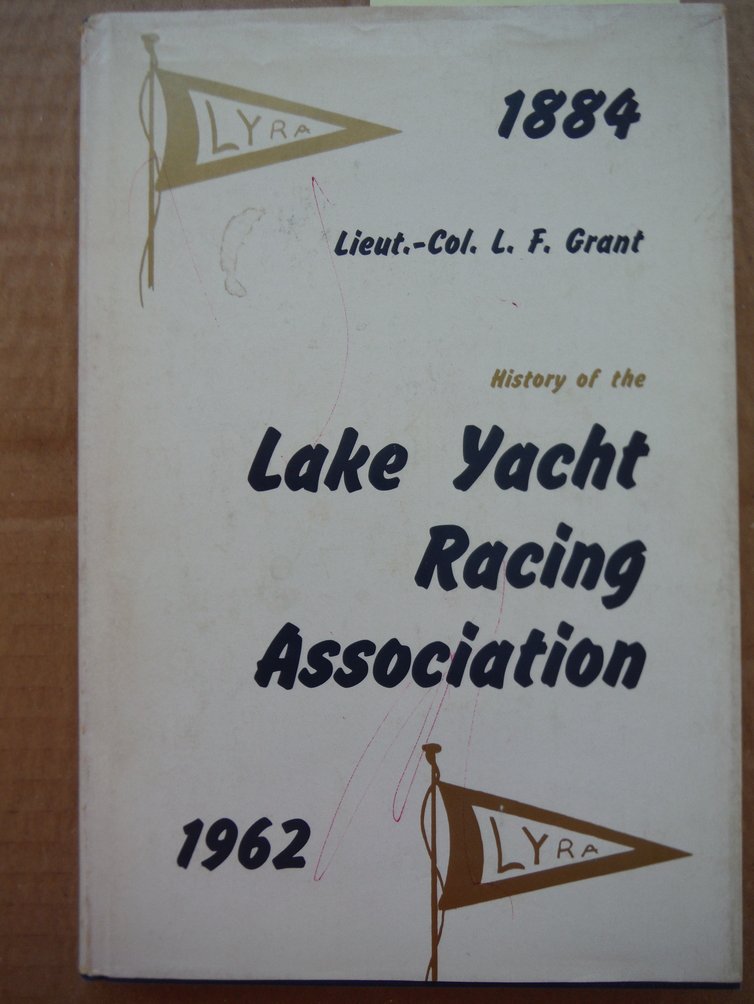 LYRA
1884
Lieut.-Col. L. F. Grant
History of the
Lake Yacht
Racing
Association
1962
LYRA